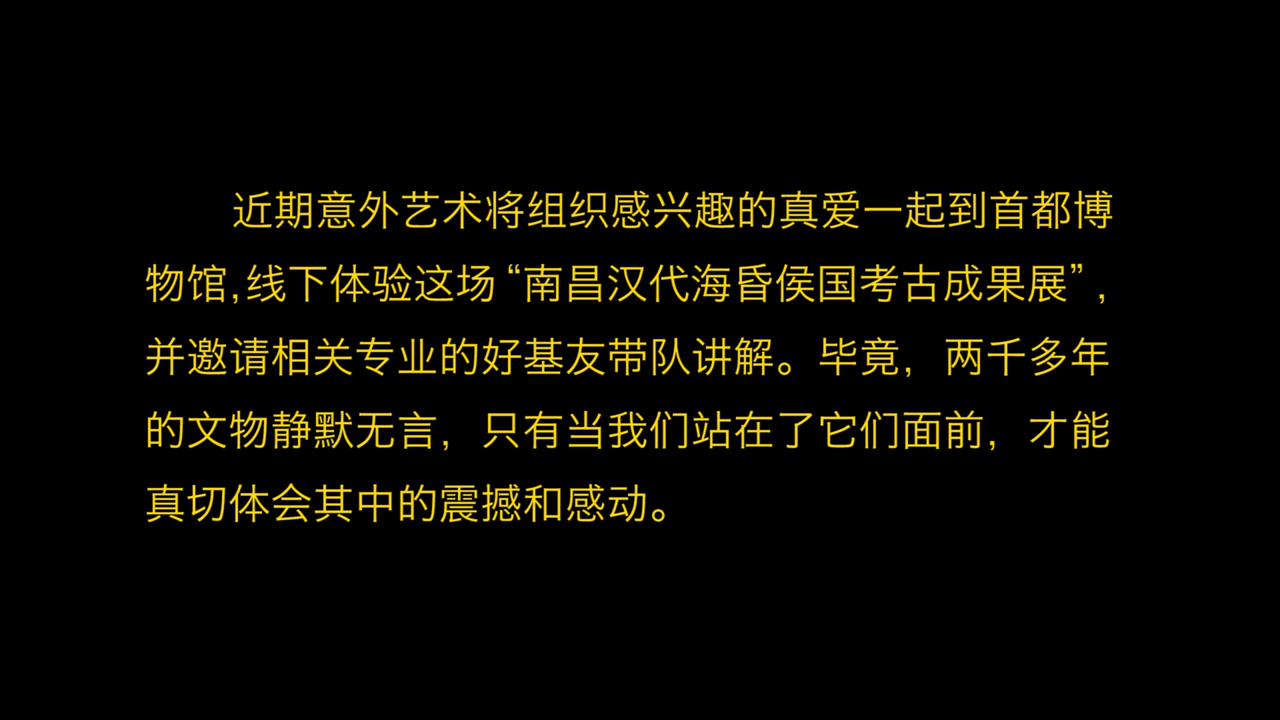 近期意外艺术将组织感兴趣的真爱一起到首都博
物馆,线下体验这场“南昌汉代海昏侯国考古成果展”,
并邀请相关专业的好基友带队讲解。毕竟，两千多年
的文物静默无言，只有当我们站在了它们面前，才能
真切体会其中的震撼和感动。